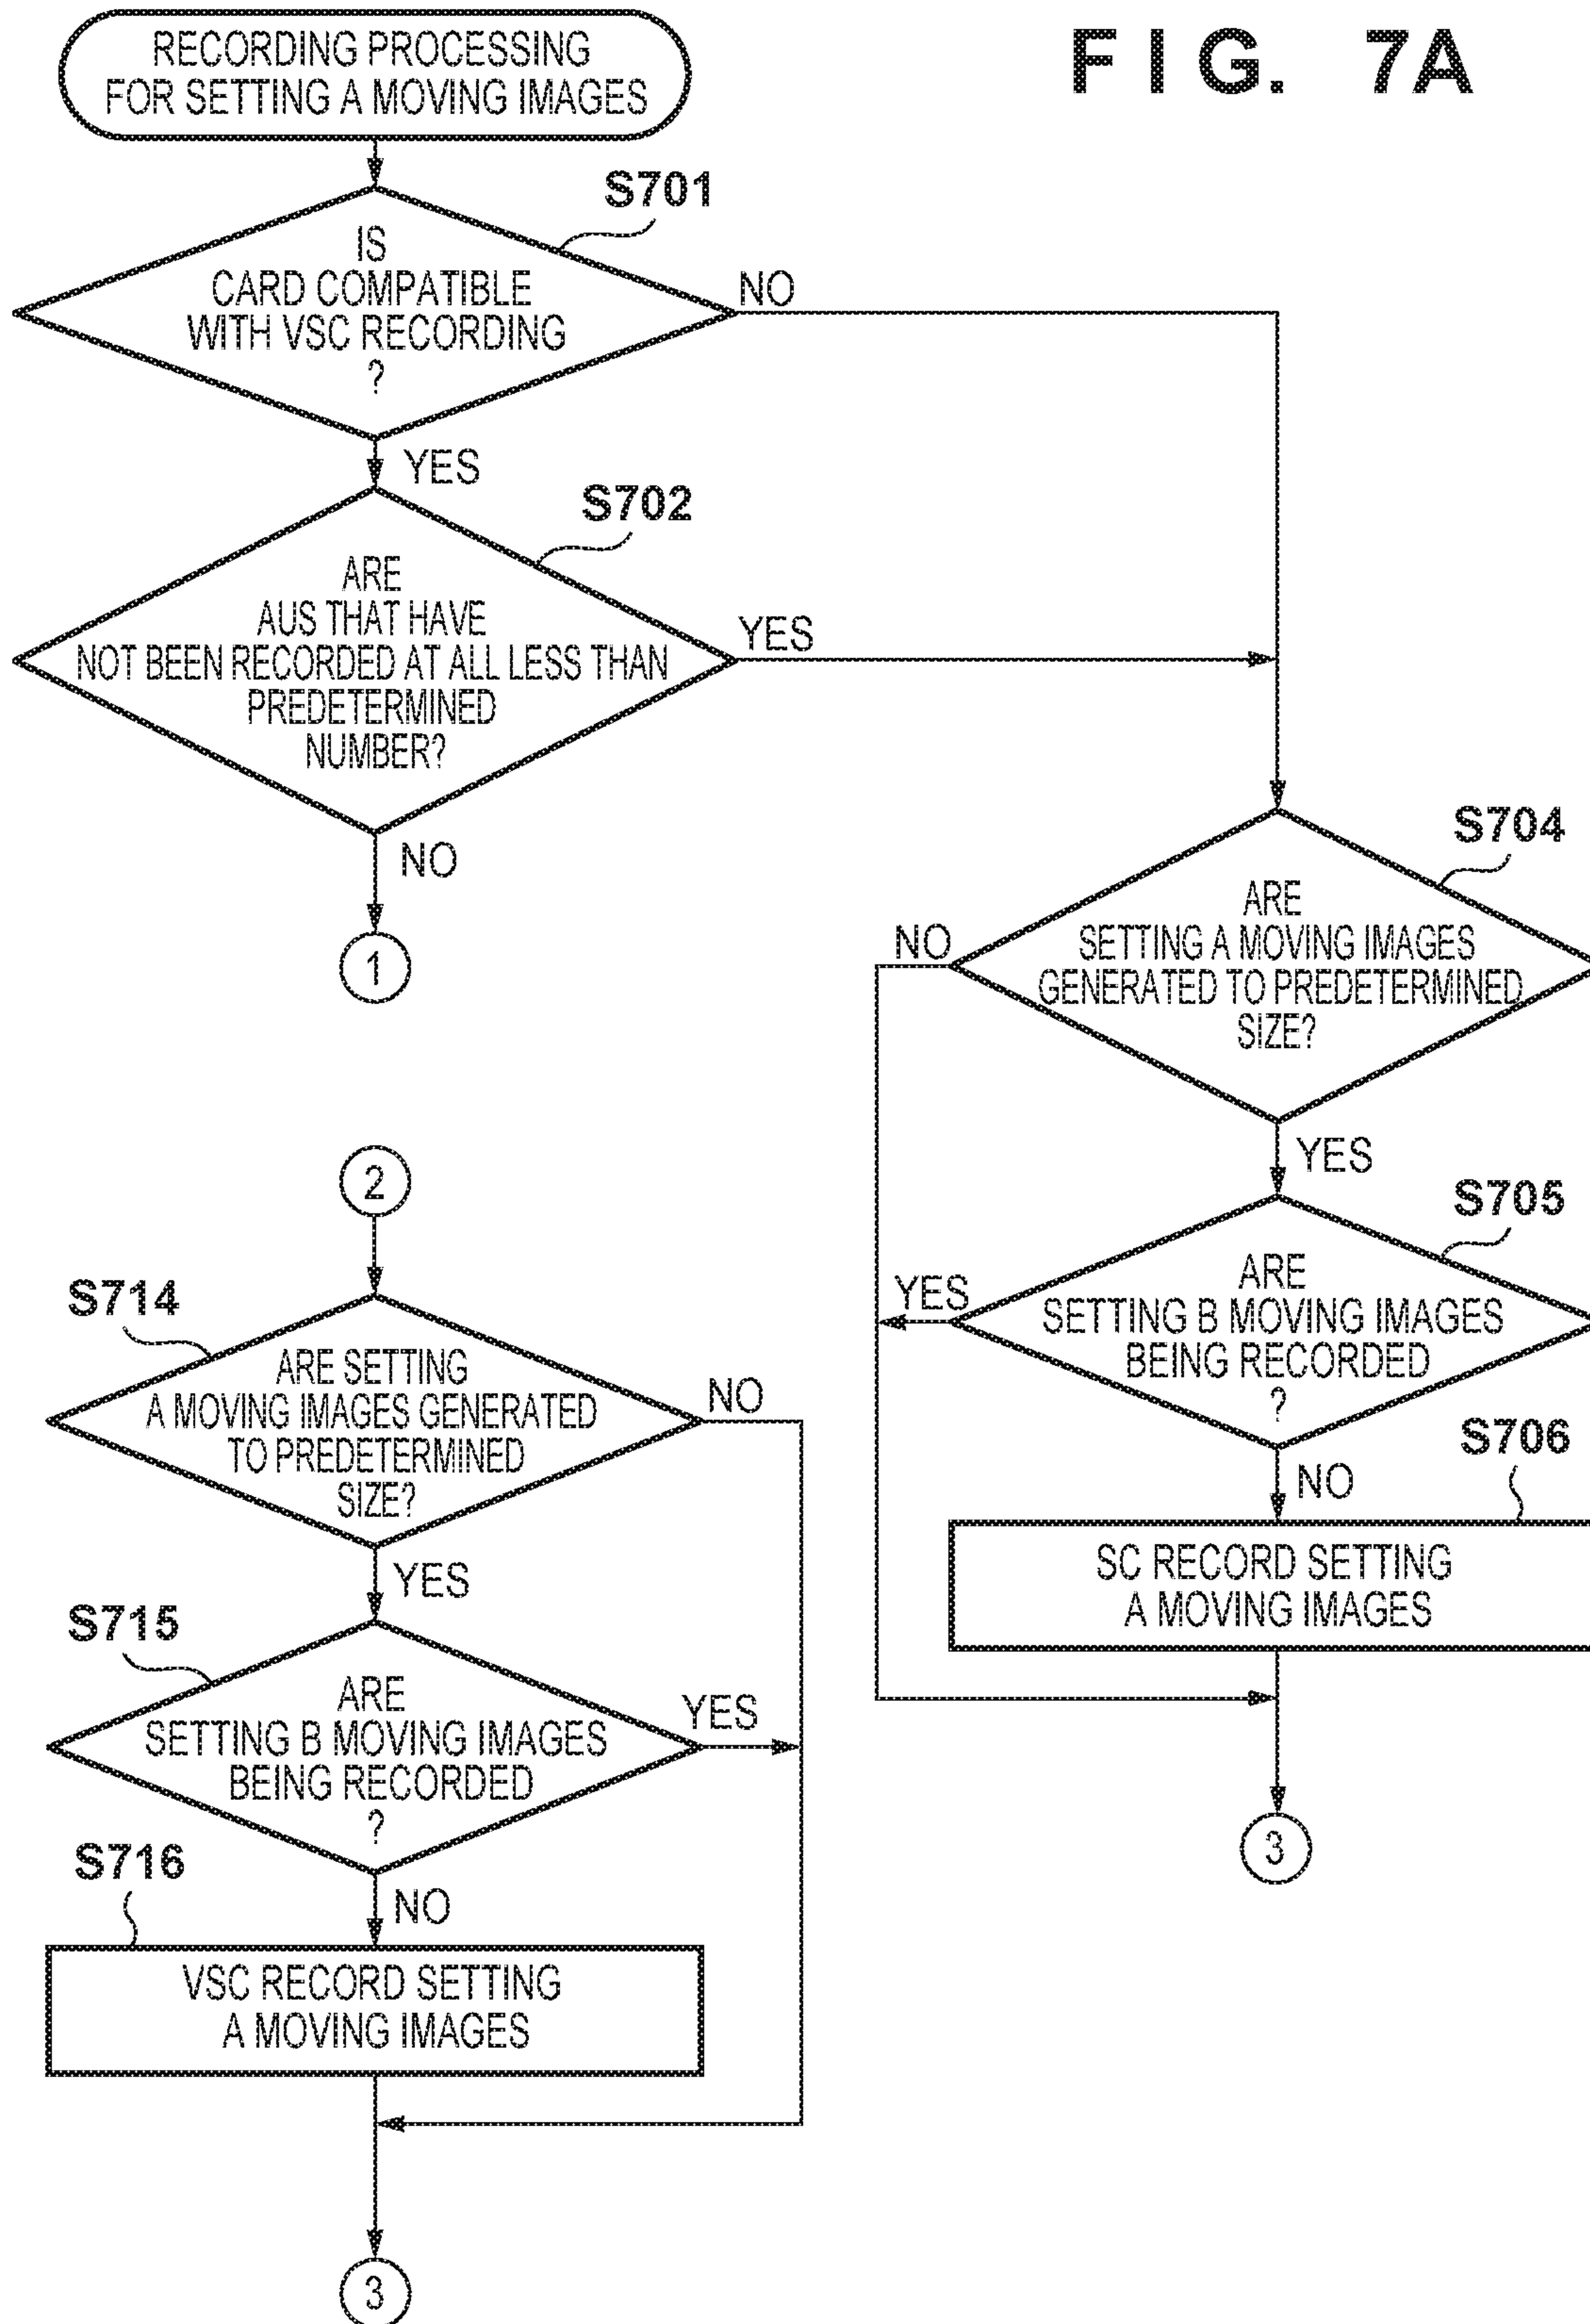 FIG. 7A
RECORDING PROCESSING
FOR SETTING A MOVING IMAGES
S701
IS
CARD COMPATIBLE
WITH VSC RECORDING
?
NO
YES
S702
ARE
AUS THAT HAVE
NOT BEEN RECORDED AT ALL LESS THAN
PREDETERMINED
NUMBER?
YES
NO
1
S704
ARE
SETTING A MOVING IMAGES
GENERATED TO PREDETERMINED
SIZE?
NO
YES
S705
ARE
SETTING B MOVING IMAGES
BEING RECORDED
?
YES
NO
S706
SC RECORD SETTING
A MOVING IMAGES
3
2
S714
ARE SETTING
A MOVING IMAGES GENERATED
TO PREDETERMINED
SIZE?
NO
YES
S715
ARE
SETTING B MOVING IMAGES
BEING RECORDED
?
YES
NO
S716
VSC RECORD SETTING
A MOVING IMAGES
3